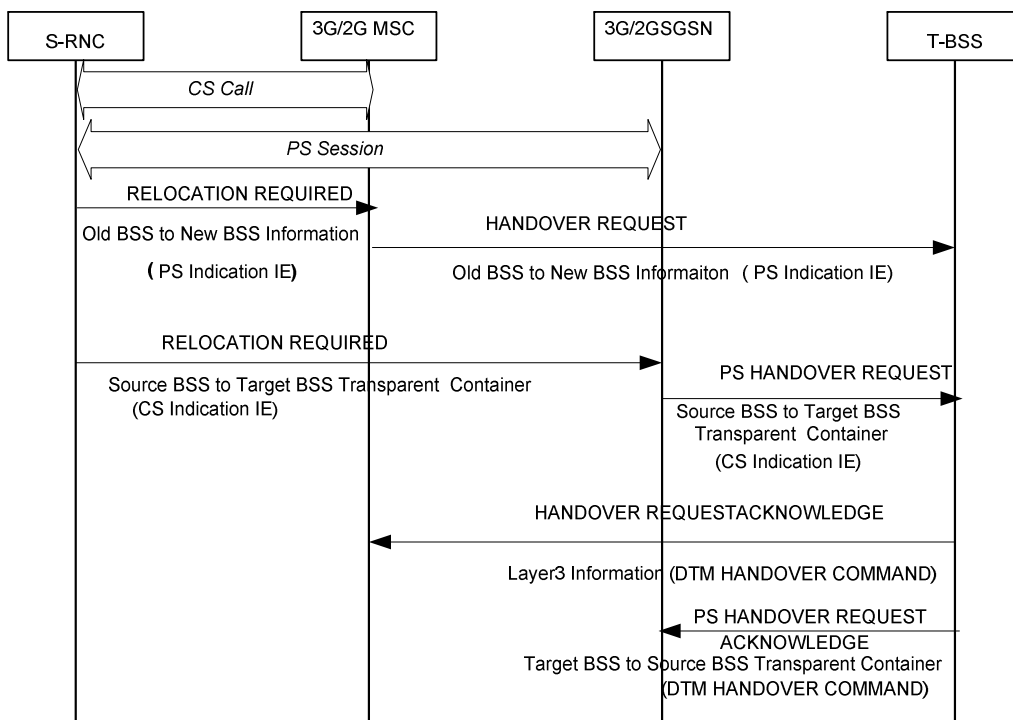 S-RNC
3G/2G MSC
3G/2GSGSN
T-BSS
CS Call
PS Session
RELOCATION REQUIRED
Old BSS to New BSS Information
( PS Indication IE)
HANDOVER REQUEST
Old BSS to New BSS Informaiton ( PS Indication IE)
RELOCATION REQUIRED
Source BSS to Target BSS Transparent Container
(CS Indication IE)
PS HANDOVER REQUEST
Source BSS to Target BSS
Transparent Container
(CS Indication IE)
HANDOVER REQUESTACKNOWLEDGE
Layer3 Information (DTM HANDOVER COMMAND)
PS HANDOVER REQUEST
ACKNOWLEDGE
Target BSS to Source BSS Transparent Container
(DTM HANDOVER COMMAND)